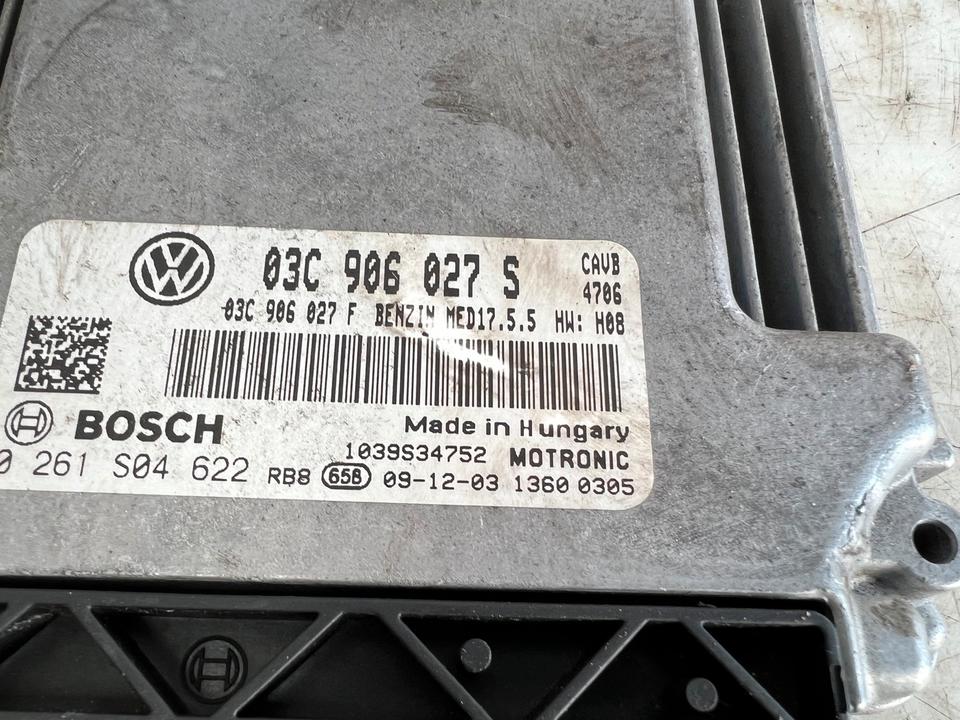 03C 906 027 S CAVB
4706
03C 906 027 F BENZIN MED17.5.5 HW: H08
BOSCH
Made in Hungary
1039S34752 MOTRONIC
0 261 S04 622 RB8 65B 09-12-03 1360 0305